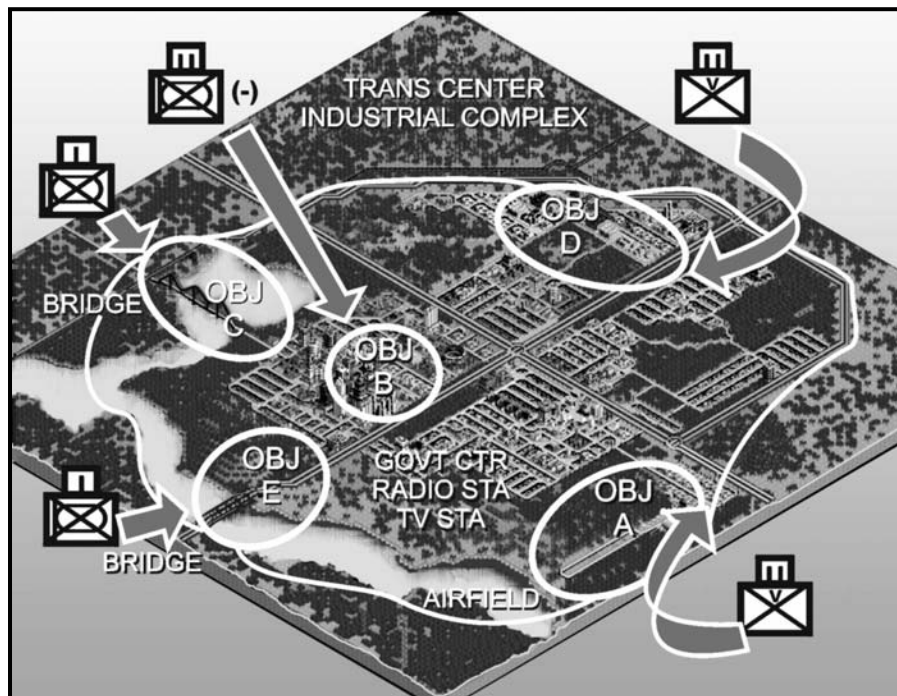 (-)
TRANS CENTER
INDUSTRIAL COMPLEX
V
OBJ
D
BRIDGE
OBJ
C
OBJ
B
OBJ
E
GOVT CTR
RADIO STA
TV STA
OBJ
A
BRIDGE
AIRFIELD
V